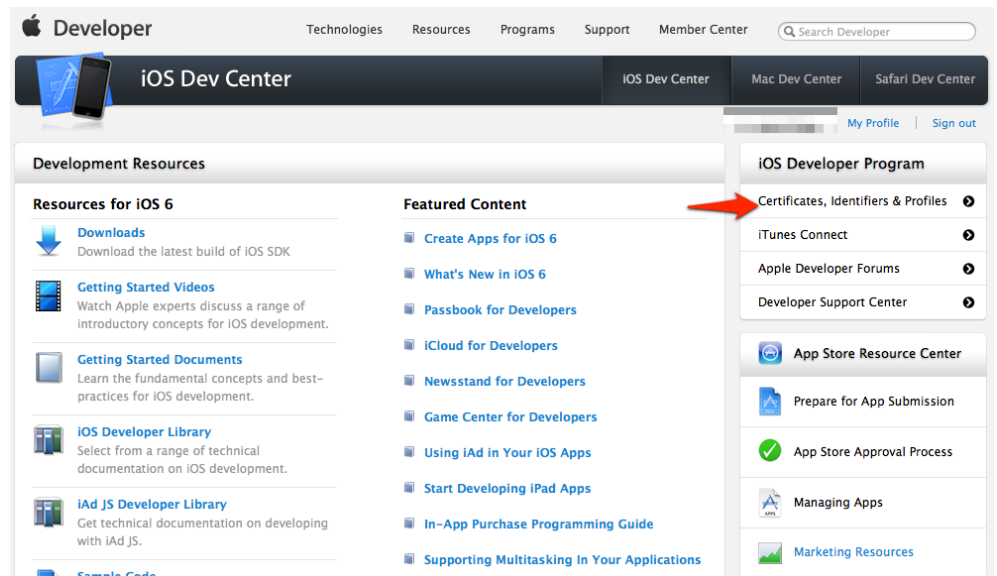 Developer
Technologies Resources Programs Support Member Center Search Developer
iOS Dev Center
iOS Dev Center Mac Dev Center Safari Dev Center
My Profile Sign out
Development Resources
Resources for iOS 6
Downloads
Download the latest build of iOS SDK
Getting Started Videos
Watch Apple experts discuss a range of
introductory concepts for iOS development.
Getting Started Documents
Learn the fundamental concepts and best-
practices for iOS development.
iOS Developer Library
Select from a range of technical
documentation on iOS development.
iAd JS Developer Library
Get technical documentation on developing
with iAd JS.
Sample Code
Featured Content
Create Apps for iOS 6
What's New in iOS 6
Passbook for Developers
iCloud for Developers
Newsstand for Developers
Game Center for Developers
Using iAd in Your iOS Apps
Start Developing iPad Apps
In-App Purchase Programming Guide
Supporting Multitasking In Your Applications
iOS Developer Program
Certificates, Identifiers & Profiles
iTunes Connect
Apple Developer Forums
Developer Support Center
App Store Resource Center
Prepare for App Submission
App Store Approval Process
Managing Apps
Marketing Resources